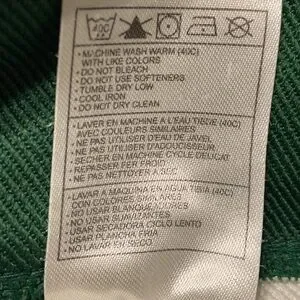 40C
• MACHINE WASH WARM (40C)
WITH LIKE COLORS
• DO NOT BLEACH
• DO NOT USE SOFTENERS
• TUMBLE DRY LOW
• COOL IRON
• DO NOT DRY CLEAN
• LAVER EN MACHINE A L'EAU TIEDE (40C)
AVEC COULEURS SIMILAIRES
• NE PAS UTILISER D'EAU DE JAVEL
• NE PAS UTILISER D'ADOUCISSEUR
• SECHER EN MACHINE CYCLE DELICAT
• REPASSER FER FROID
• NE PAS NETTOYER A SEC
• LAVAR A MAQUINA EN AGUA TIBIA (40C)
CON COLORES SIMILARES
• NO USAR BLANQUEADORES
• NO USAR SUAVIZANTES
• USAR SECADORA CICLO LENTO
• USAR PLANCHA FRIA
• NO LAVAR EN SECO